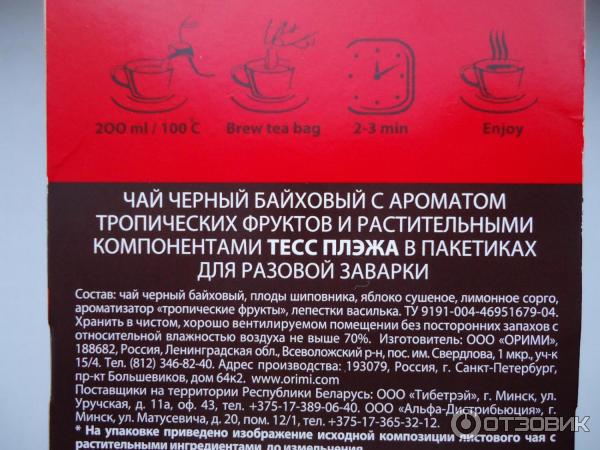 200 ml / 100 C Brew tea bag 2-3 min Enjoy
ЧАЙ ЧЕРНЫЙ БАЙХОВЫЙ С АРОМАТОМ
ТРОПИЧЕСКИХ ФРУКТОВ И РАСТИТЕЛЬНЫМИ
КОМПОНЕНТАМИ ТЕСС ПЛЭЖА В ПАКЕТИКАХ
ДЛЯ РАЗОВОЙ ЗАВАРКИ
Состав: чай черный байховый, плоды шиповника, яблоко сушеное, лимонное сорго,
ароматизатор «тропические фрукты», лепестки василька. ТУ 9191-004-46951679-04.
Хранить в чистом, хорошо вентилируемом помещении без посторонних запахов с
относительной влажностью воздуха не выше 70%. Изготовитель: ООО «ОРИМИ»,
188682, Россия, Ленинградская обл., Всеволожский р-н, пос. им. Свердлова, 1 мкр., уч-к
15/4. Тел. (812) 346-82-40. Адрес производства: 193079, Россия, г. Санкт-Петербург,
пр-кт Большевиков, дом 64к2. www.orimi.com
Поставщики на территории Республики Беларусь: ООО «Тибетрэй», г. Минск, ул.
Уручская, д. 11а, оф. 43, тел. +375-17-389-06-40. ООО «Альфа-Дистрибьюция», г.
Минск, ул. Матусевича, д. 20, пом. 12/1, тел. +375-17-365-32-12.
* На упаковке приведено изображение исходной композиции листового чая с
растительными ингредиентами, до измельчения.
ОТЗОВИК